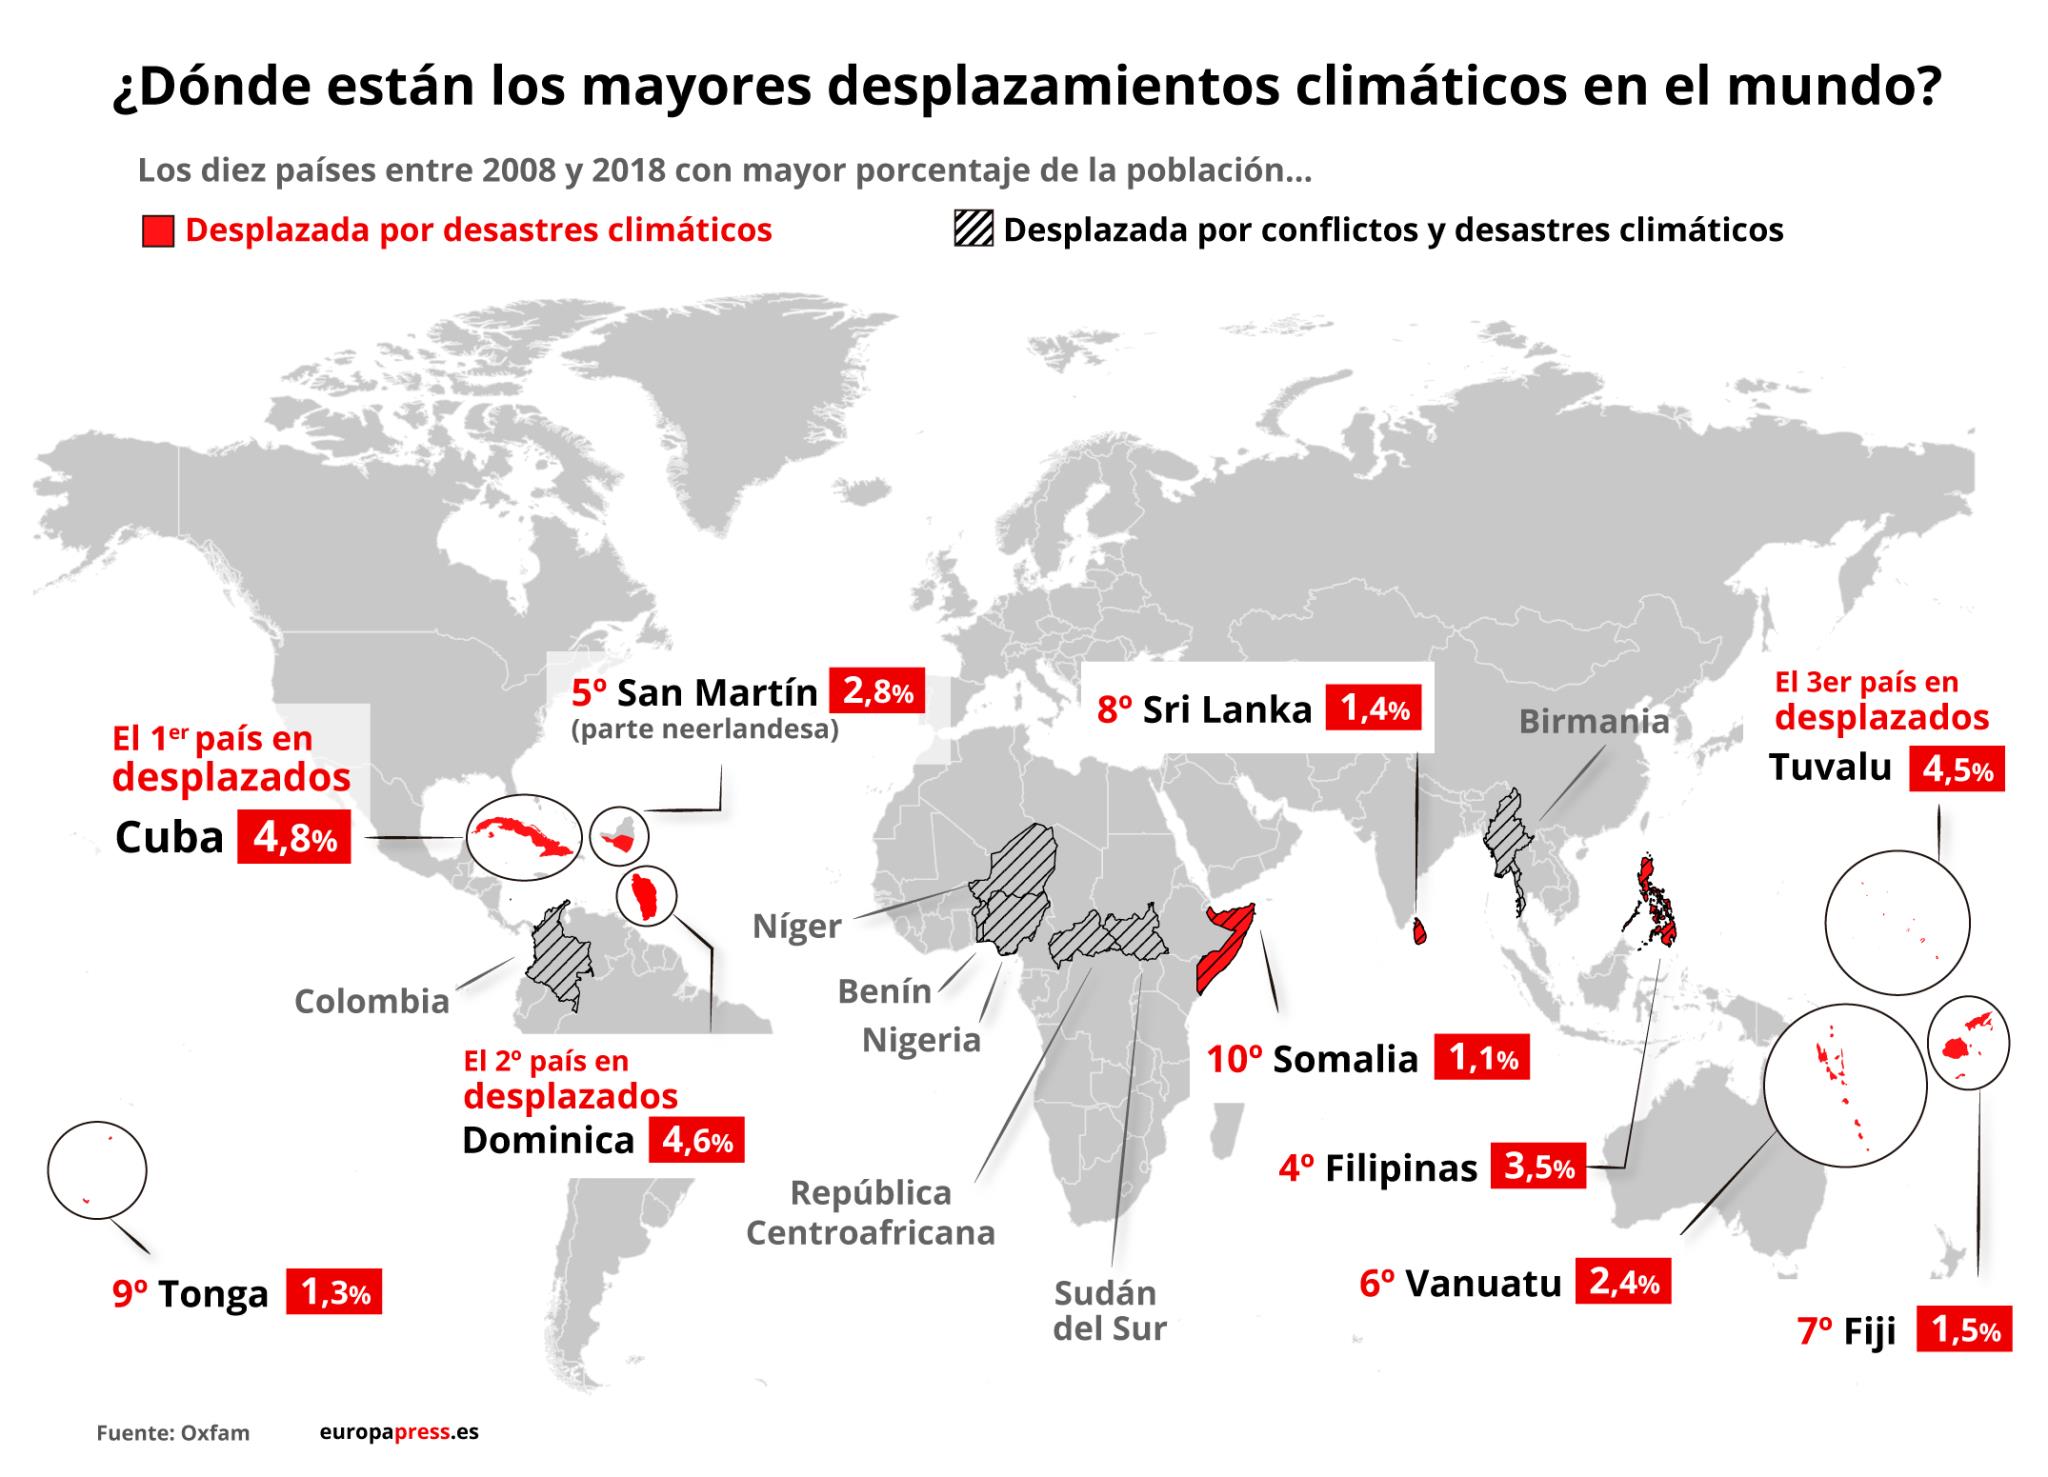 ¿Dónde están los mayores desplazamientos climáticos en el mundo?
Los diez países entre 2008 y 2018 con mayor porcentaje de la población...
Desplazada por desastres climáticos
Desplazada por conflictos y desastres climáticos
5º San Martín 2,8%
(parte neerlandesa)
8º Sri Lanka 1,4%
Birmania
El 3er país en
desplazados
Tuvalu 4,5%
El 1er país en
desplazados
Cuba 4,8%
Níger
Benín
Nigeria
Colombia
El 2º país en
desplazados
Dominica 4,6%
10º Somalia 1,1%
4º Filipinas 3,5%
República
Centroafricana
Sudán
del Sur
9º Tonga 1,3%
6º Vanuatu 2,4%
7º Fiji 1,5%
Fuente: Oxfam
europapress.es